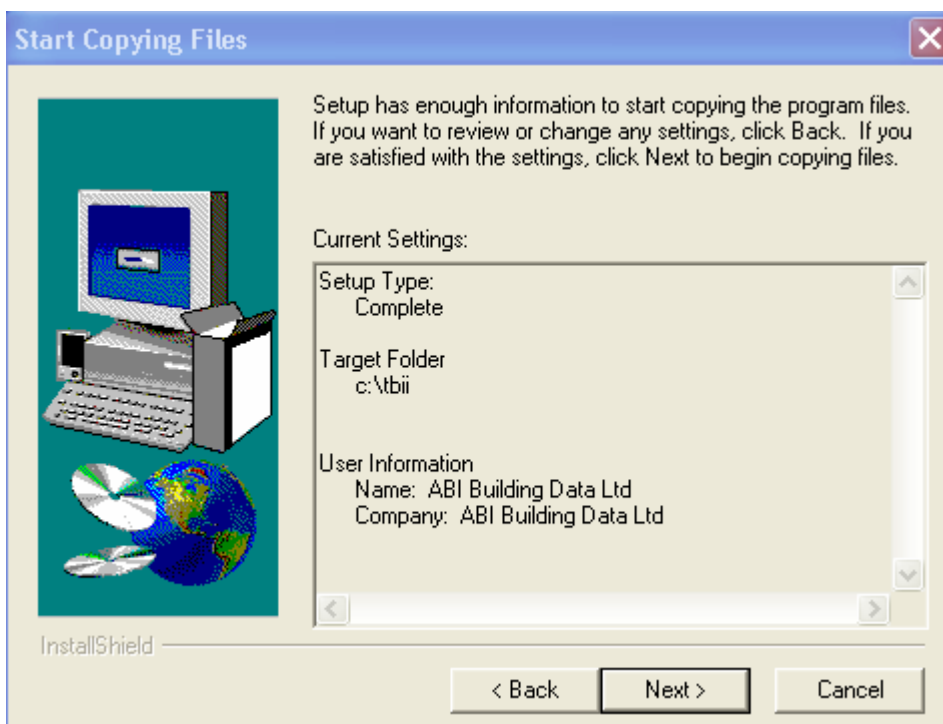 Start Copying Files
Setup has enough information to start copying the program files.
If you want to review or change any settings, click Back. If you
are satisfied with the settings, click Next to begin copying files.
Current Settings:
Setup Type:
Complete
Target Folder
c:\tbii
User Information
Name: ABI Building Data Ltd
Company: ABI Building Data Ltd
InstallShield
< Back
Next >
Cancel